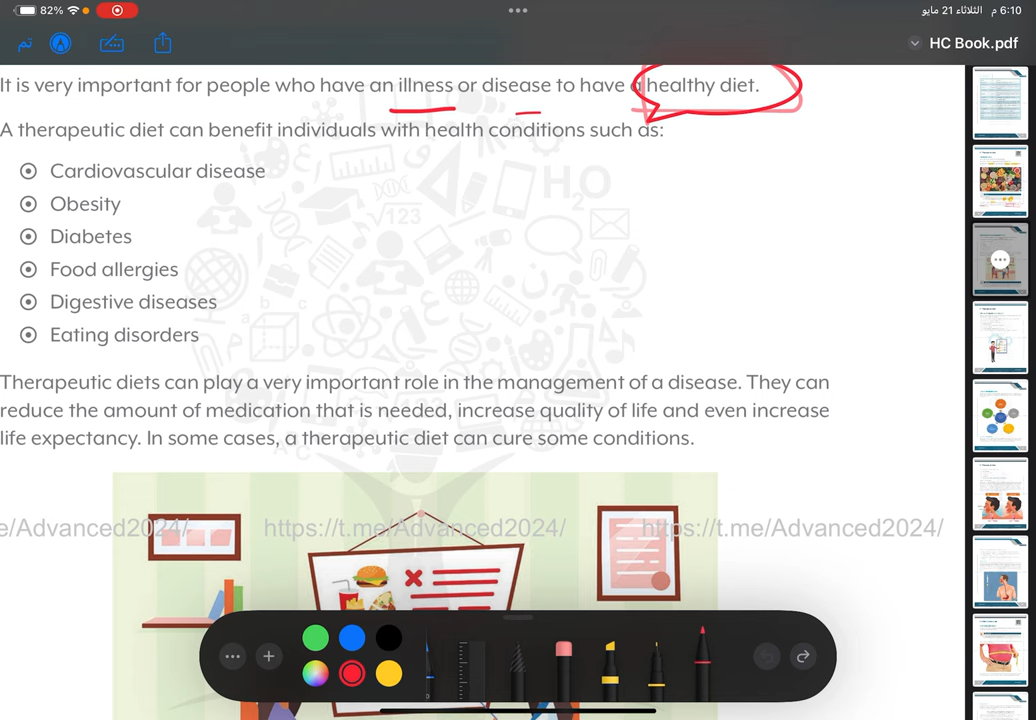 82%
6:10 م الثلاثاء 21 مايو
تم
HC Book.pdf
It is very important for people who have an illness or disease to have a healthy diet.
A therapeutic diet can benefit individuals with health conditions such as:
Cardiovascular disease
Obesity
Diabetes
Food allergies
Digestive diseases
Eating disorders
Therapeutic diets can play a very important role in the management of a disease. They can
reduce the amount of medication that is needed, increase quality of life and even increase
life expectancy. In some cases, a therapeutic diet can cure some conditions.
H2O
√123
e/Advanced2024/ https://t.me/Advanced2024/ https://t.me/Advanced2024/